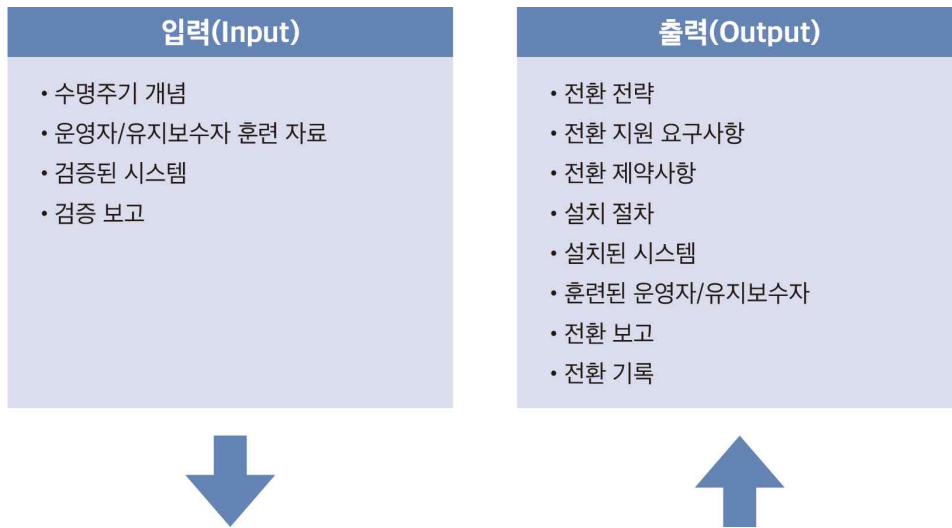 입력(Input)
• 수명주기 개념
• 운영자/유지보수자 훈련 자료
• 검증된 시스템
• 검증 보고
출력(Output)
• 전환 전략
• 전환 지원 요구사항
• 전환 제약사항
• 설치 절차
• 설치된 시스템
• 훈련된 운영자/유지보수자
• 전환 보고
• 전환 기록